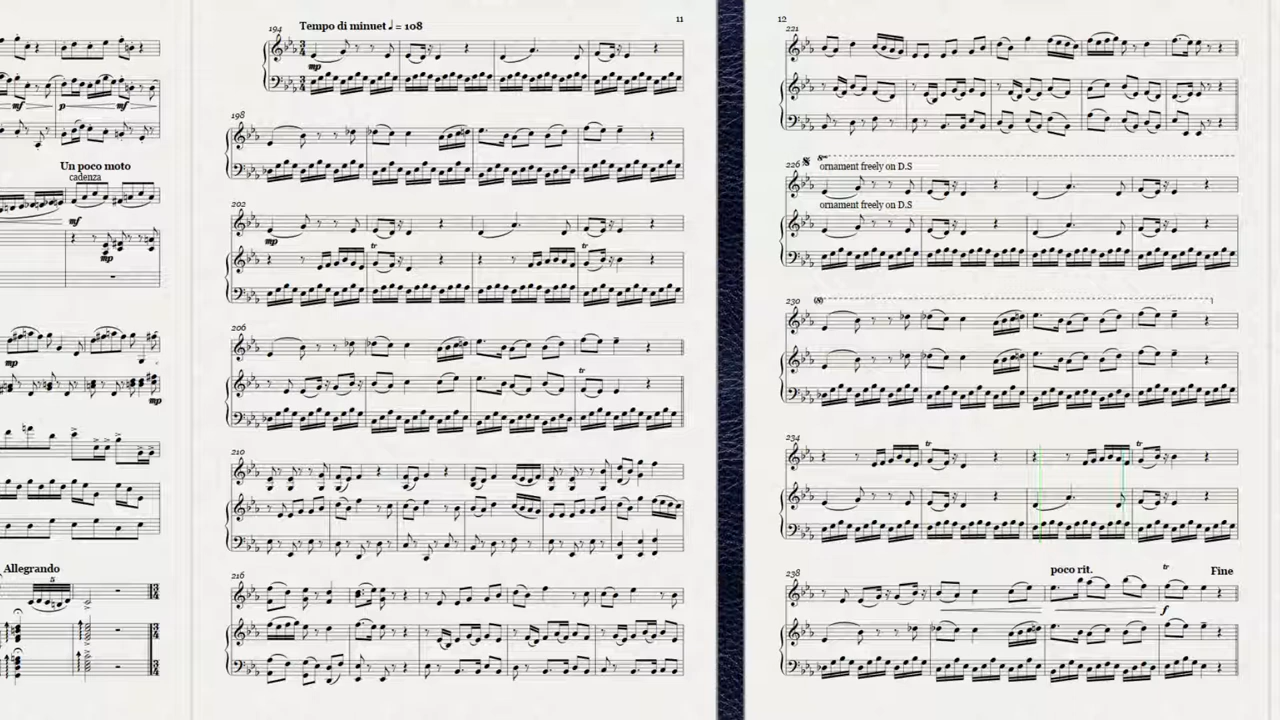 mf
p
mf
Un poco moto
cadenza
mf
mp
mp
mp
Allegrando
5
11
194
Tempo di minuet ♩ = 108
mp
198
202
mp
tr
tr
206
tr
210
216
12
221
226
ornament freely on D.S
ornament freely on D.S
230
(8)
234
tr
tr
238
poco rit.
tr
Fine
f